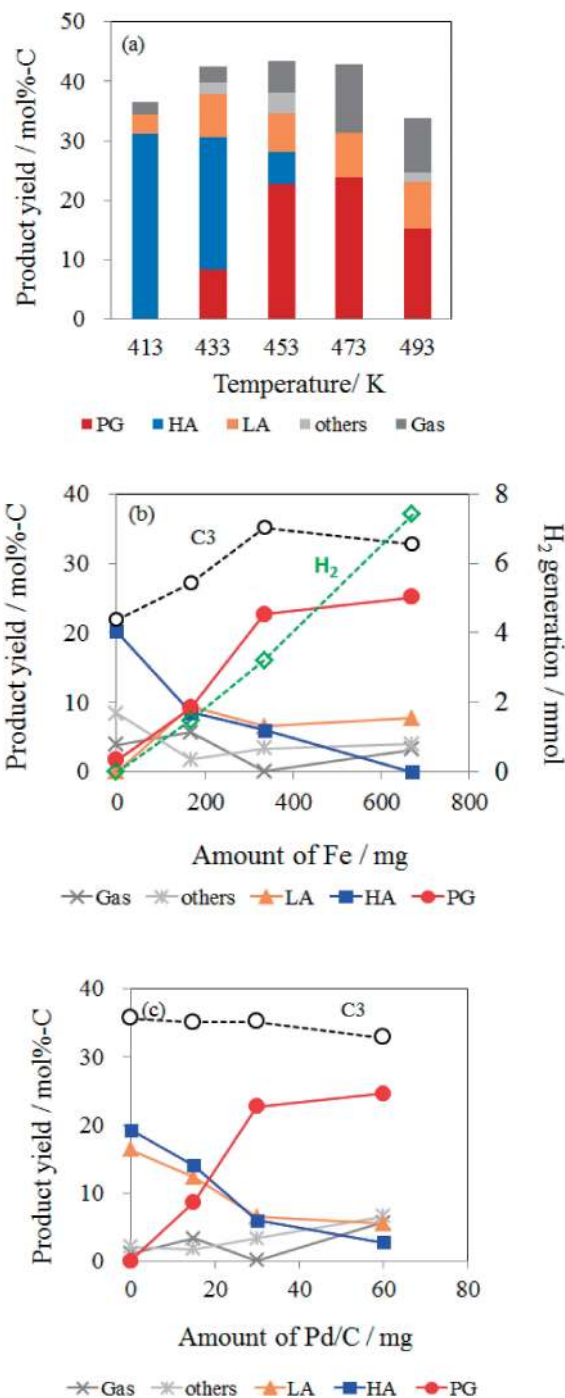 (a)
Product yield / mol%-C
50
40
30
20
10
0
413 433 453 473 493
Temperature/ K
PG HA LA others Gas
(b)
Product yield / mol%-C
40
30
20
10
0
C3
H2
8
6
4
2
0
H2 generation / mmol
0 200 400 600 800
Amount of Fe / mg
Gas others LA HA PG
(c)
Product yield / mol%-C
40
30
20
10
0
C3
0 20 40 60 80
Amount of Pd/C / mg
Gas others LA HA PG